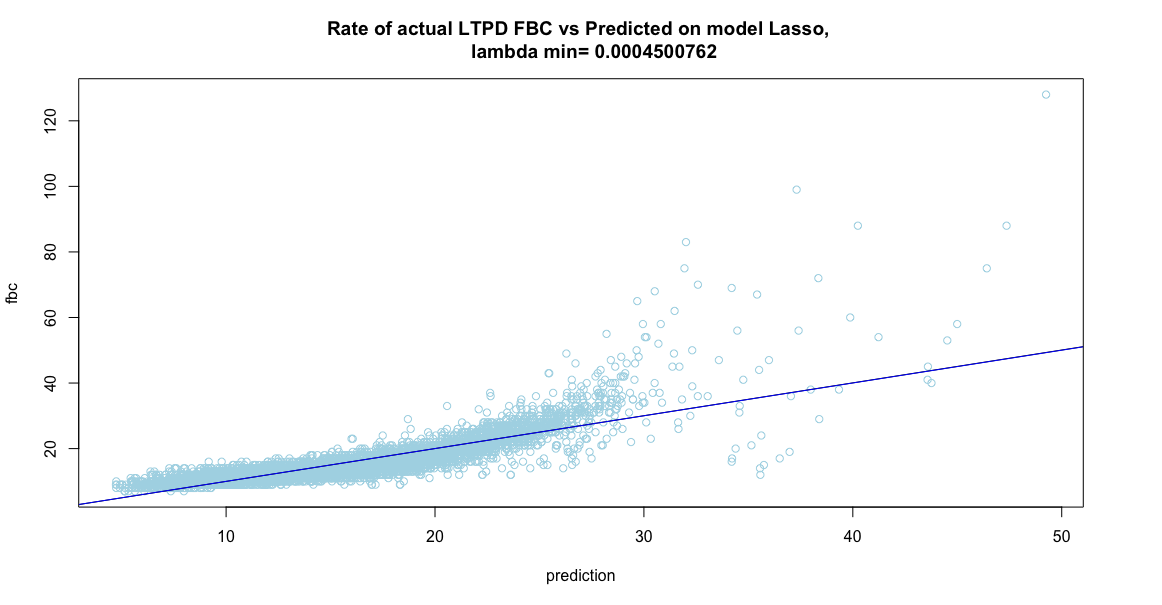 Rate of actual LTPD FBC vs Predicted on model Lasso,
lambda min= 0.0004500762
120
100
80
60
40
20
fbc
10 20 30 40 50
prediction